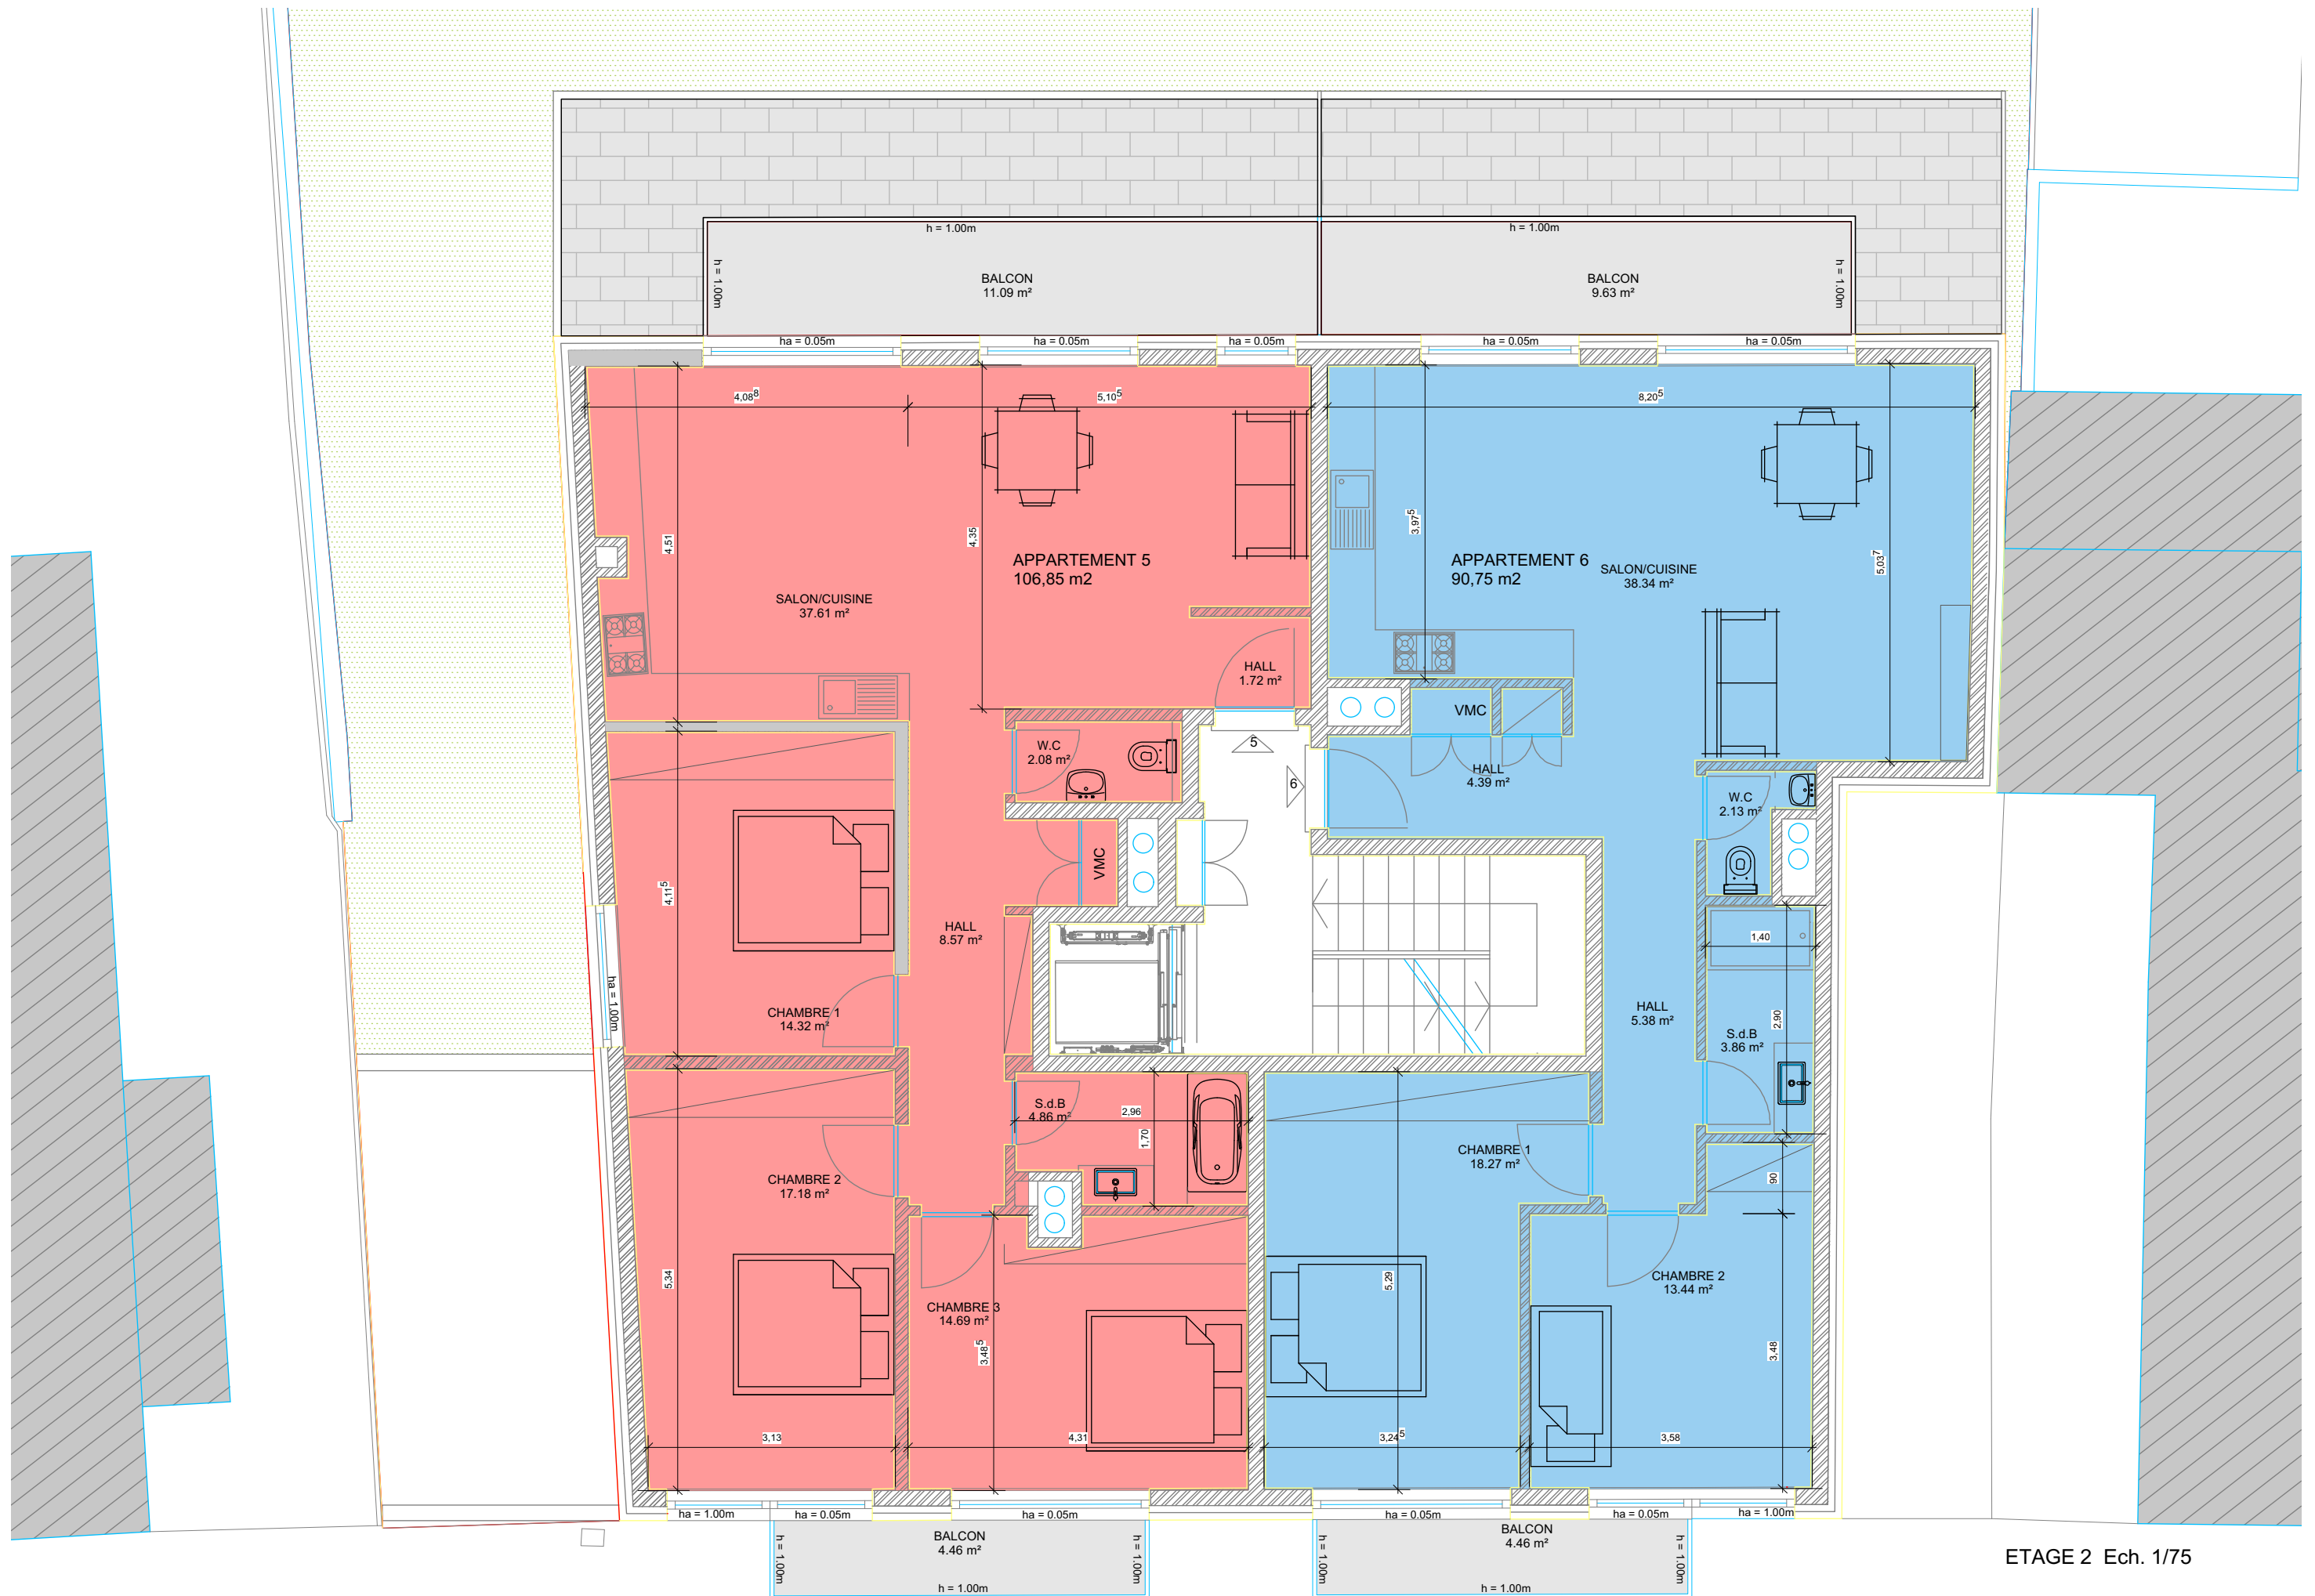 h = 1.00m
h = 1.00m
h = 1.00m
BALCON
11.09 m²
BALCON
9.63 m²
h = 1.00m
ha = 0.05m
ha = 0.05m
ha = 0.05m
ha = 0.05m
ha = 0.05m
4,08⁸
5,10⁵
8,20⁵
4,51
4,35
3,97⁵
5,03⁷
APPARTEMENT 5
106,85 m2
APPARTEMENT 6
90,75 m2
SALON/CUISINE
38.34 m²
SALON/CUISINE
37.61 m²
HALL
1.72 m²
VMC
W.C
2.08 m²
5
6
HALL
4.39 m²
W.C
2.13 m²
VMC
4,11⁵
HALL
8.57 m²
1,40
ha = 1.00m
CHAMBRE 1
14.32 m²
HALL
5.38 m²
2,90
S.d.B
3.86 m²
S.d.B
4.86 m²
2,96
1,70
CHAMBRE 1
18.27 m²
CHAMBRE 2
17.18 m²
90
5,34
5,29
CHAMBRE 2
13.44 m²
CHAMBRE 3
14.69 m²
3,48⁵
3,48
3,13
4,31
3,24⁵
3,58
ha = 1.00m
ha = 0.05m
ha = 0.05m
ha = 0.05m
ha = 0.05m
ha = 1.00m
h = 1.00m
BALCON
4.46 m²
h = 1.00m
h = 1.00m
BALCON
4.46 m²
h = 1.00m
h = 1.00m
h = 1.00m
ETAGE 2 Ech. 1/75